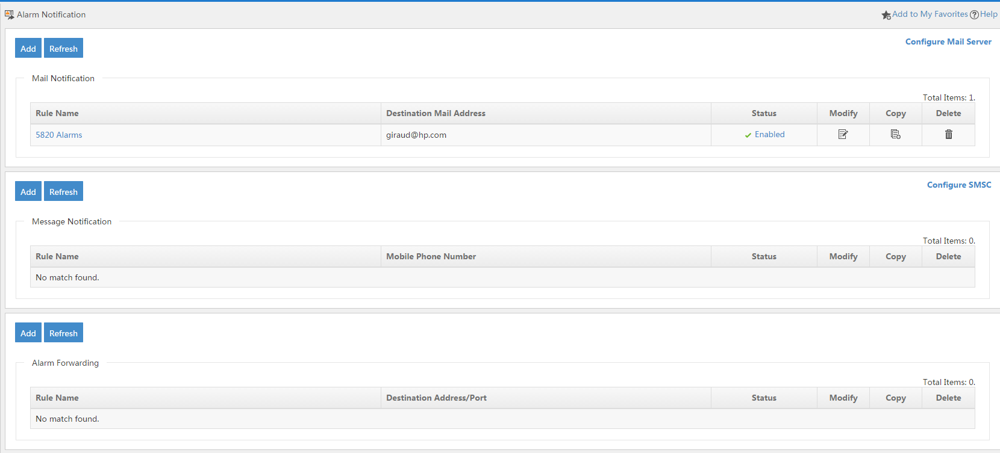 Alarm Notification Add to My Favorites Help
Add Refresh Configure Mail Server
Mail Notification
Total Items: 1.
Rule Name Destination Mail Address Status Modify Copy Delete
5820 Alarms giraud@hp.com Enabled
Add Refresh Configure SMSC
Message Notification
Total Items: 0.
Rule Name Mobile Phone Number Status Modify Copy Delete
No match found.
Add Refresh
Alarm Forwarding
Total Items: 0.
Rule Name Destination Address/Port Status Modify Copy Delete
No match found.